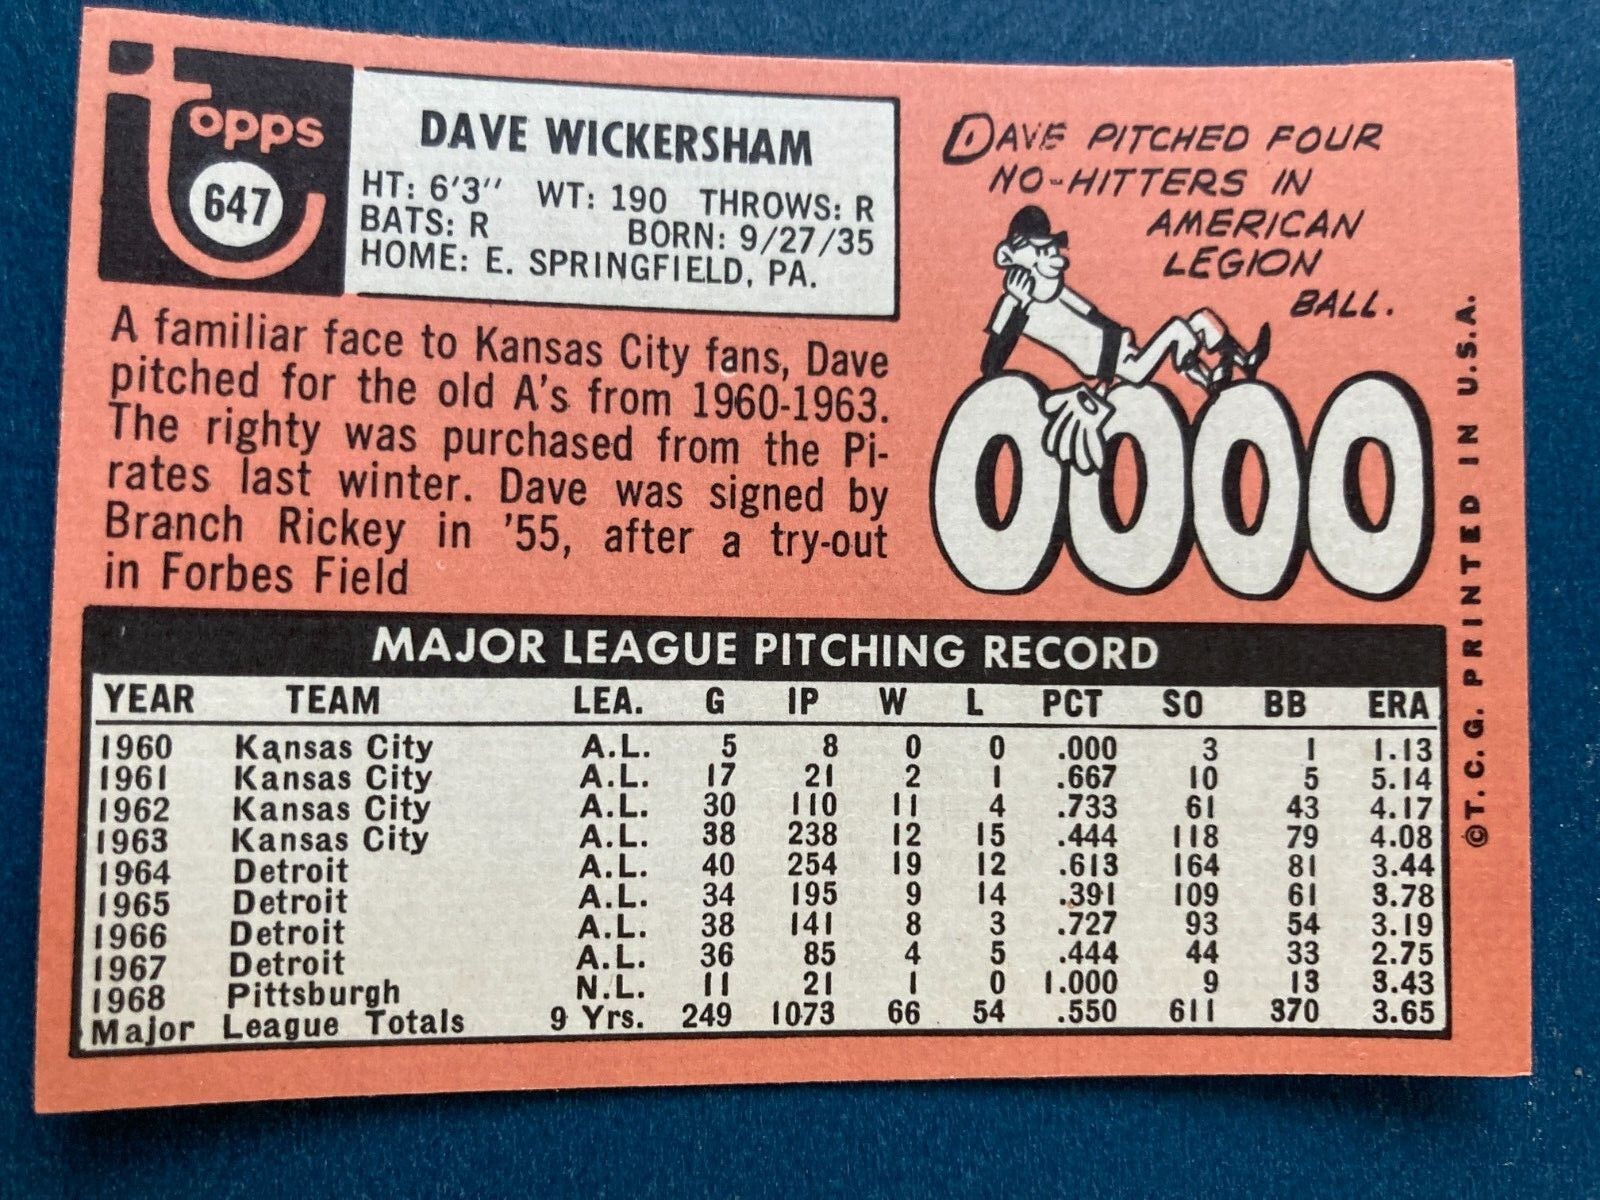 Topps
647
DAVE WICKERSHAM
HT: 6'3" WT: 190 THROWS: R
BATS: R BORN: 9/27/35
HOME: E. SPRINGFIELD, PA.
A familiar face to Kansas City fans, Dave
pitched for the old A's from 1960-1963.
The righty was purchased from the Pi-
rates last winter. Dave was signed by
Branch Rickey in '55, after a try-out
in Forbes Field
DAVE PITCHED FOUR
NO-HITTERS IN
AMERICAN
LEGION
BALL.
0000
©T.C.G. PRINTED IN U.S.A.
MAJOR LEAGUE PITCHING RECORD
YEAR TEAM LEA. G IP W L PCT SO BB ERA
1960 Kansas City A.L. 5 8 0 0 .000 3 1 1.13
1961 Kansas City A.L. 17 21 2 1 .667 10 5 5.14
1962 Kansas City A.L. 30 110 11 4 .733 61 43 4.17
1963 Kansas City A.L. 38 238 12 15 .444 118 79 4.08
1964 Detroit A.L. 40 254 19 12 .613 164 81 3.44
1965 Detroit A.L. 34 195 9 14 .391 109 61 3.78
1966 Detroit A.L. 38 141 8 3 .727 93 54 3.19
1967 Detroit A.L. 36 85 4 5 .444 44 33 2.75
1968 Pittsburgh N.L. 11 21 1 0 1.000 9 13 3.43
Major League Totals 9 Yrs. 249 1073 66 54 .550 611 370 3.65